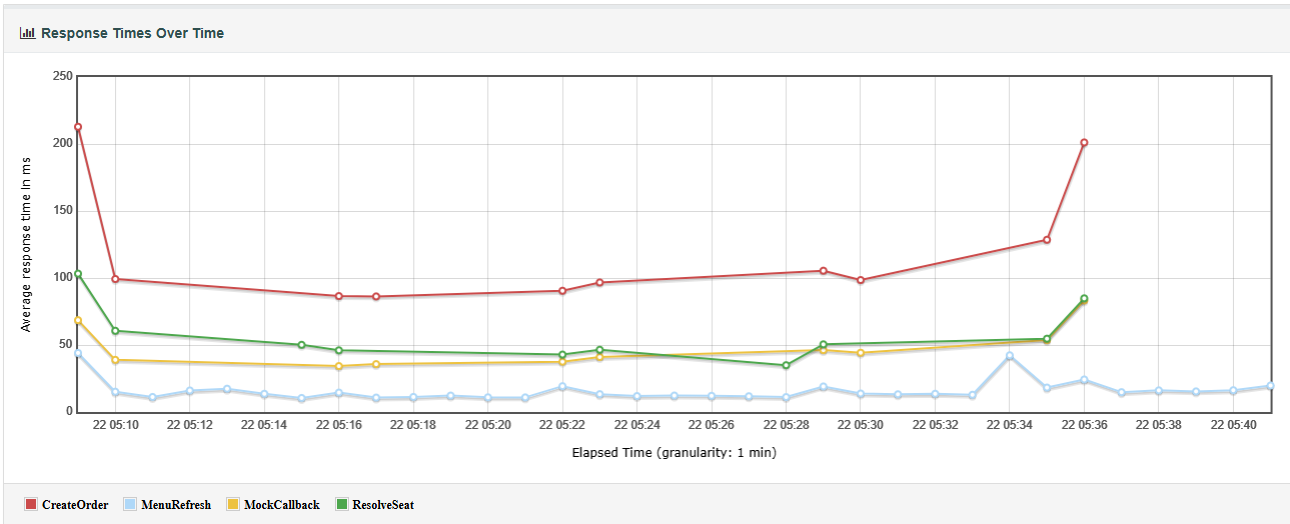 Response Times Over Time
250
200
150
100
50
0
Average response time in ms
22 05:10 22 05:12 22 05:14 22 05:16 22 05:18 22 05:20 22 05:22 22 05:24 22 05:26 22 05:28 22 05:30 22 05:32 22 05:34 22 05:36 22 05:38 22 05:40
Elapsed Time (granularity: 1 min)
CreateOrder MenuRefresh MockCallback ResolveSeat